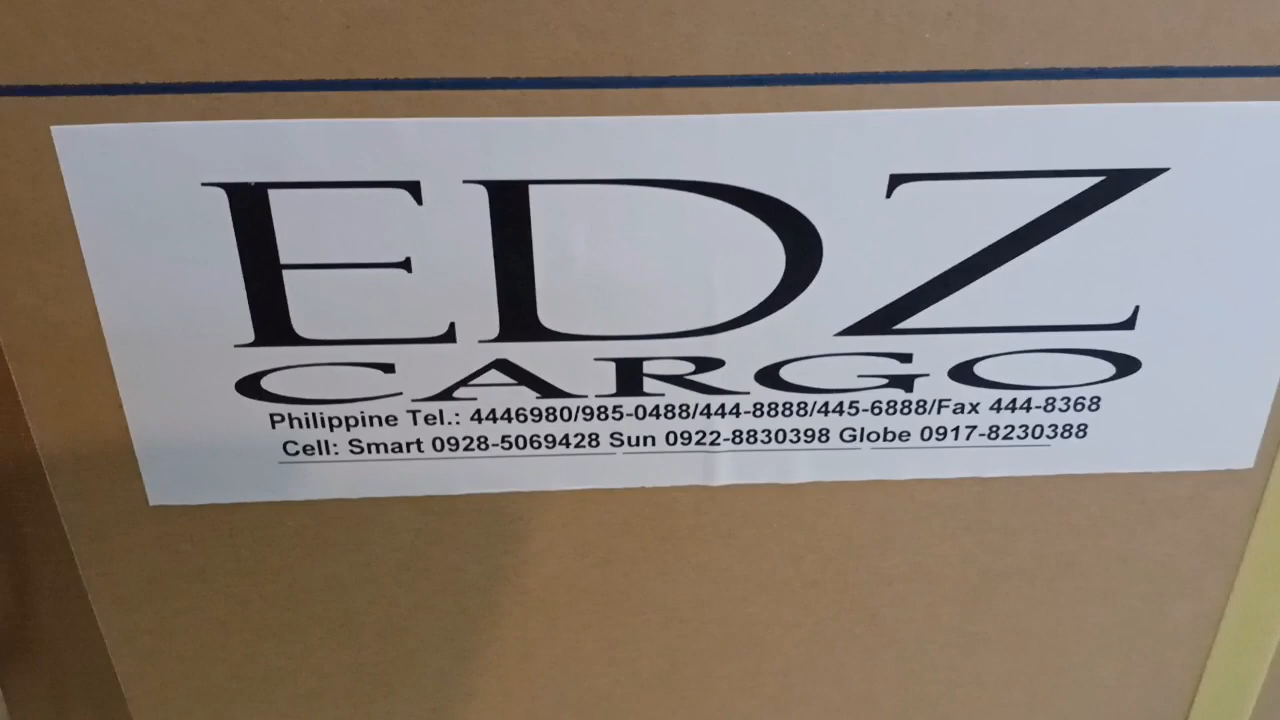 EDZ
CARGO
Philippine Tel.: 4446980/985-0488/444-8888/445-6888/Fax 444-8368
Cell: Smart 0928-5069428 Sun 0922-8830398 Globe 0917-8230388